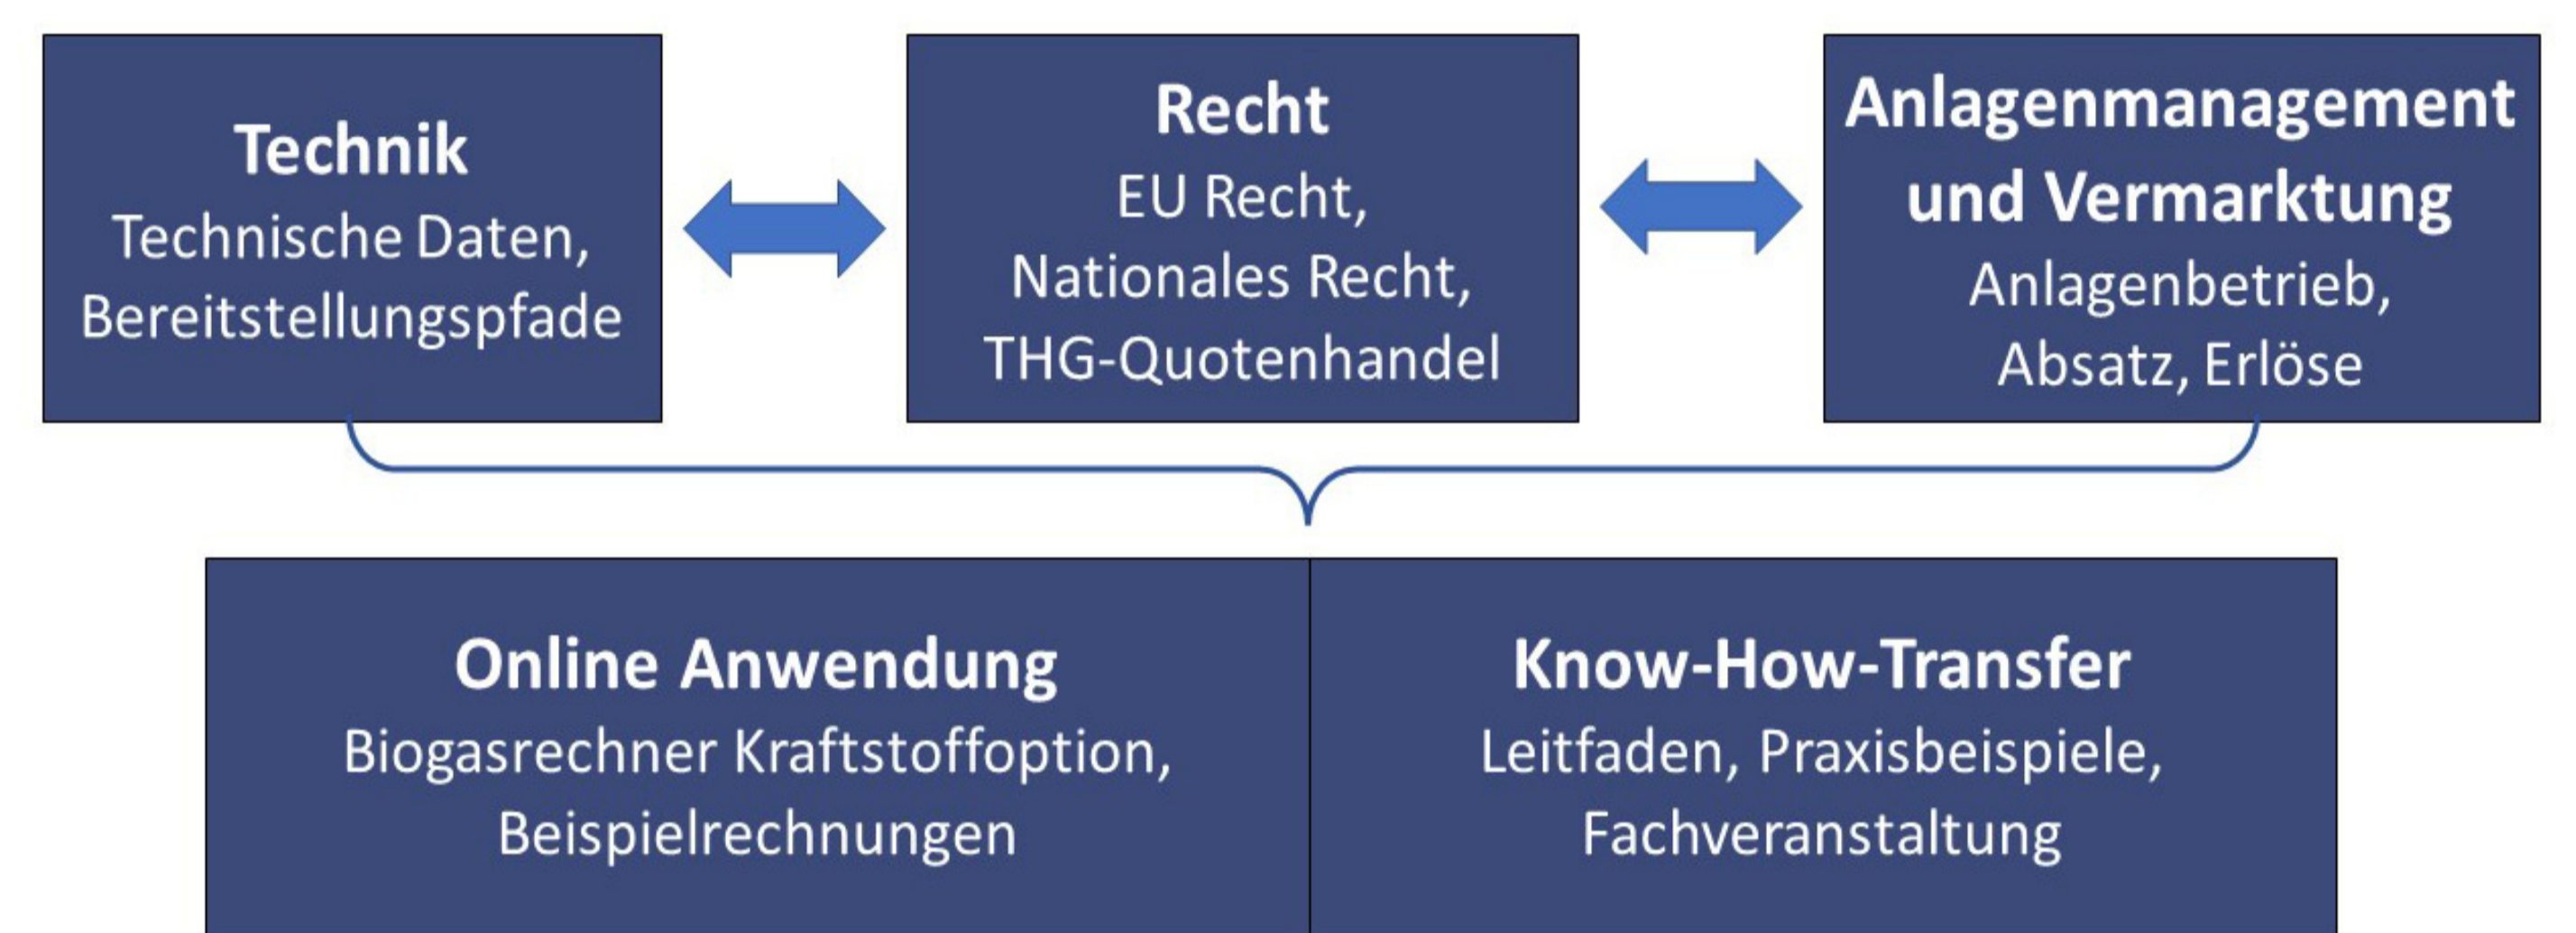 Technik
Technische Daten,
Bereitstellungspfade
Recht
EU Recht,
Nationales Recht,
THG-Quotenhandel
Anlagenmanagement
und Vermarktung
Anlagenbetrieb,
Absatz, Erlöse
Online Anwendung
Biogasrechner Kraftstoffoption,
Beispielrechnungen
Know-How-Transfer
Leitfaden, Praxisbeispiele,
Fachveranstaltung